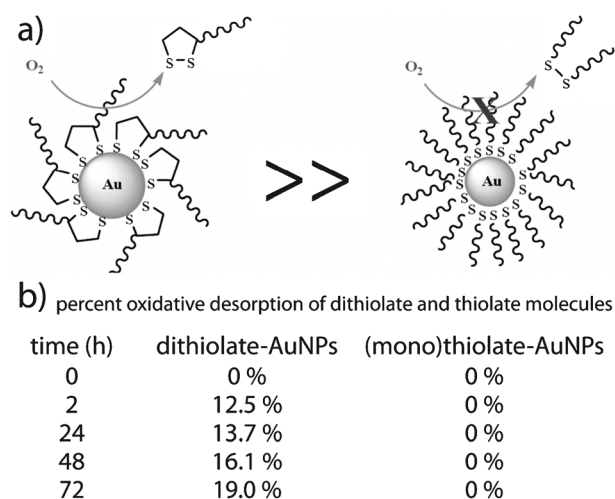 a)
O2
S-S
S
Au
>>
O2
X
S
S
S
Au
b) percent oxidative desorption of dithiolate and thiolate molecules
time (h) dithiolate-AuNPs (mono)thiolate-AuNPs
0 0 % 0 %
2 12.5 % 0 %
24 13.7 % 0 %
48 16.1 % 0 %
72 19.0 % 0 %